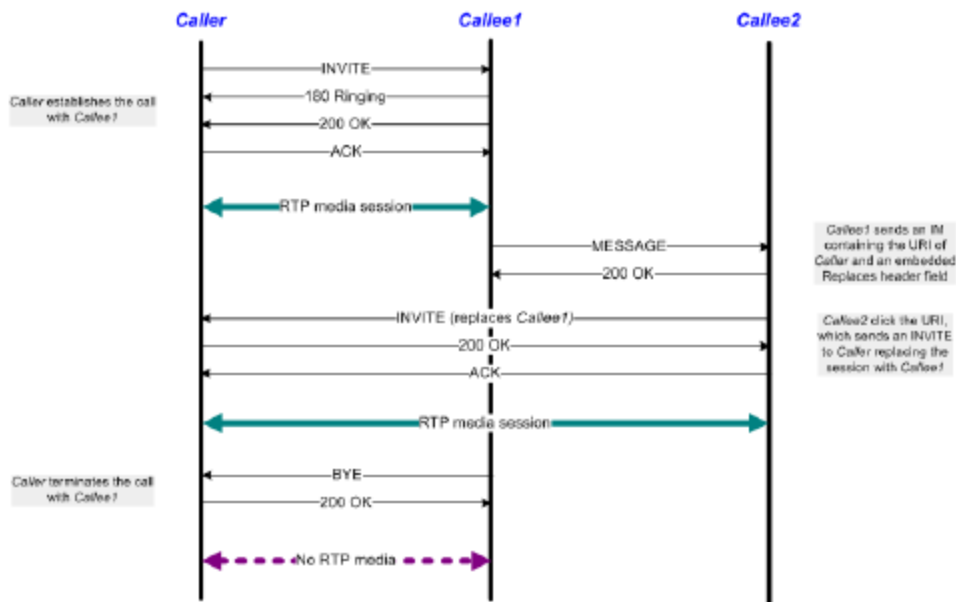 Caller Callee1 Callee2
INVITE
180 Ringing
Caller establishes the call
with Callee1
200 OK
ACK
RTP media session
MESSAGE
Callee1 sends an IM
containing the URI of
Caller and an embedded
Replaces header field
200 OK
INVITE (replaces Callee1)
Callee2 click the URI,
which sends an INVITE
to Caller replacing the
session with Callee1
200 OK
ACK
RTP media session
BYE
Caller terminates the call
with Callee1
200 OK
No RTP media